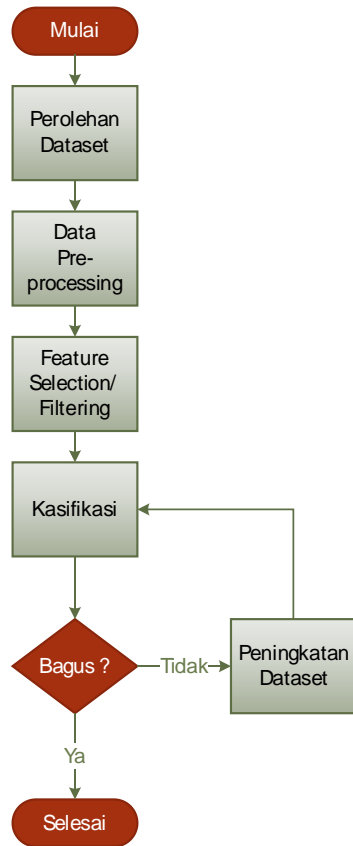 Mulai
Perolehan
Dataset
Data
Pre-
processing
Feature
Selection/
Filtering
Kasifikasi
Bagus ?
Tidak
Peningkatan
Dataset
Ya
Selesai